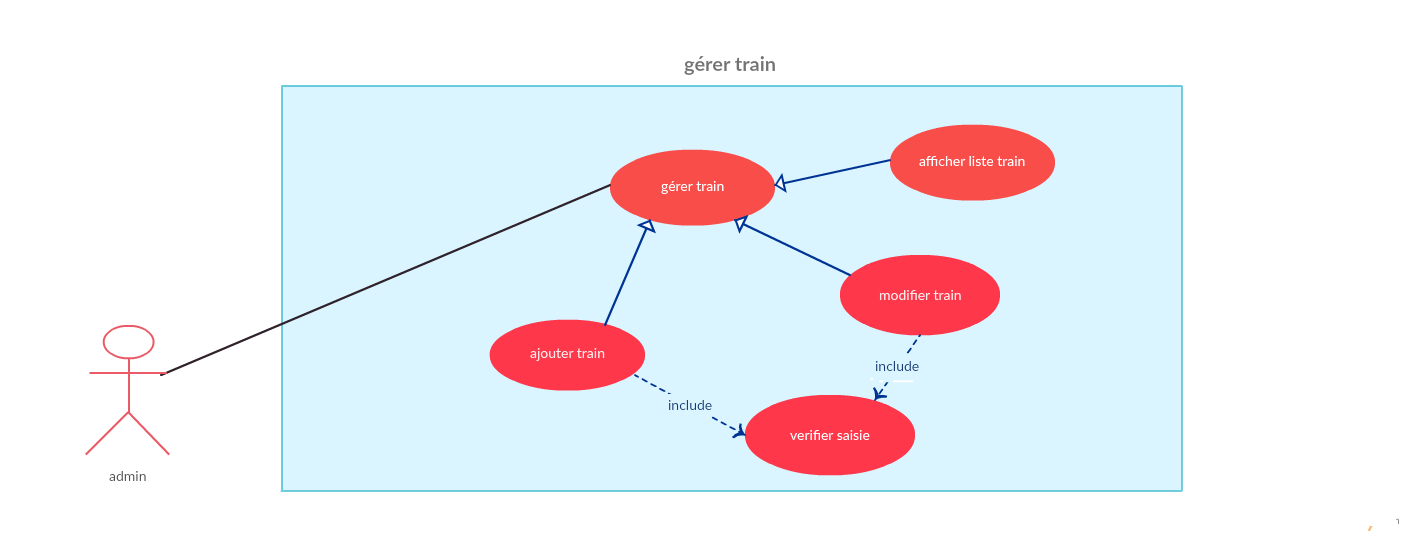 gérer train
afficher liste train
gérer train
modifier train
ajouter train
include
include
verifier saisie
admin